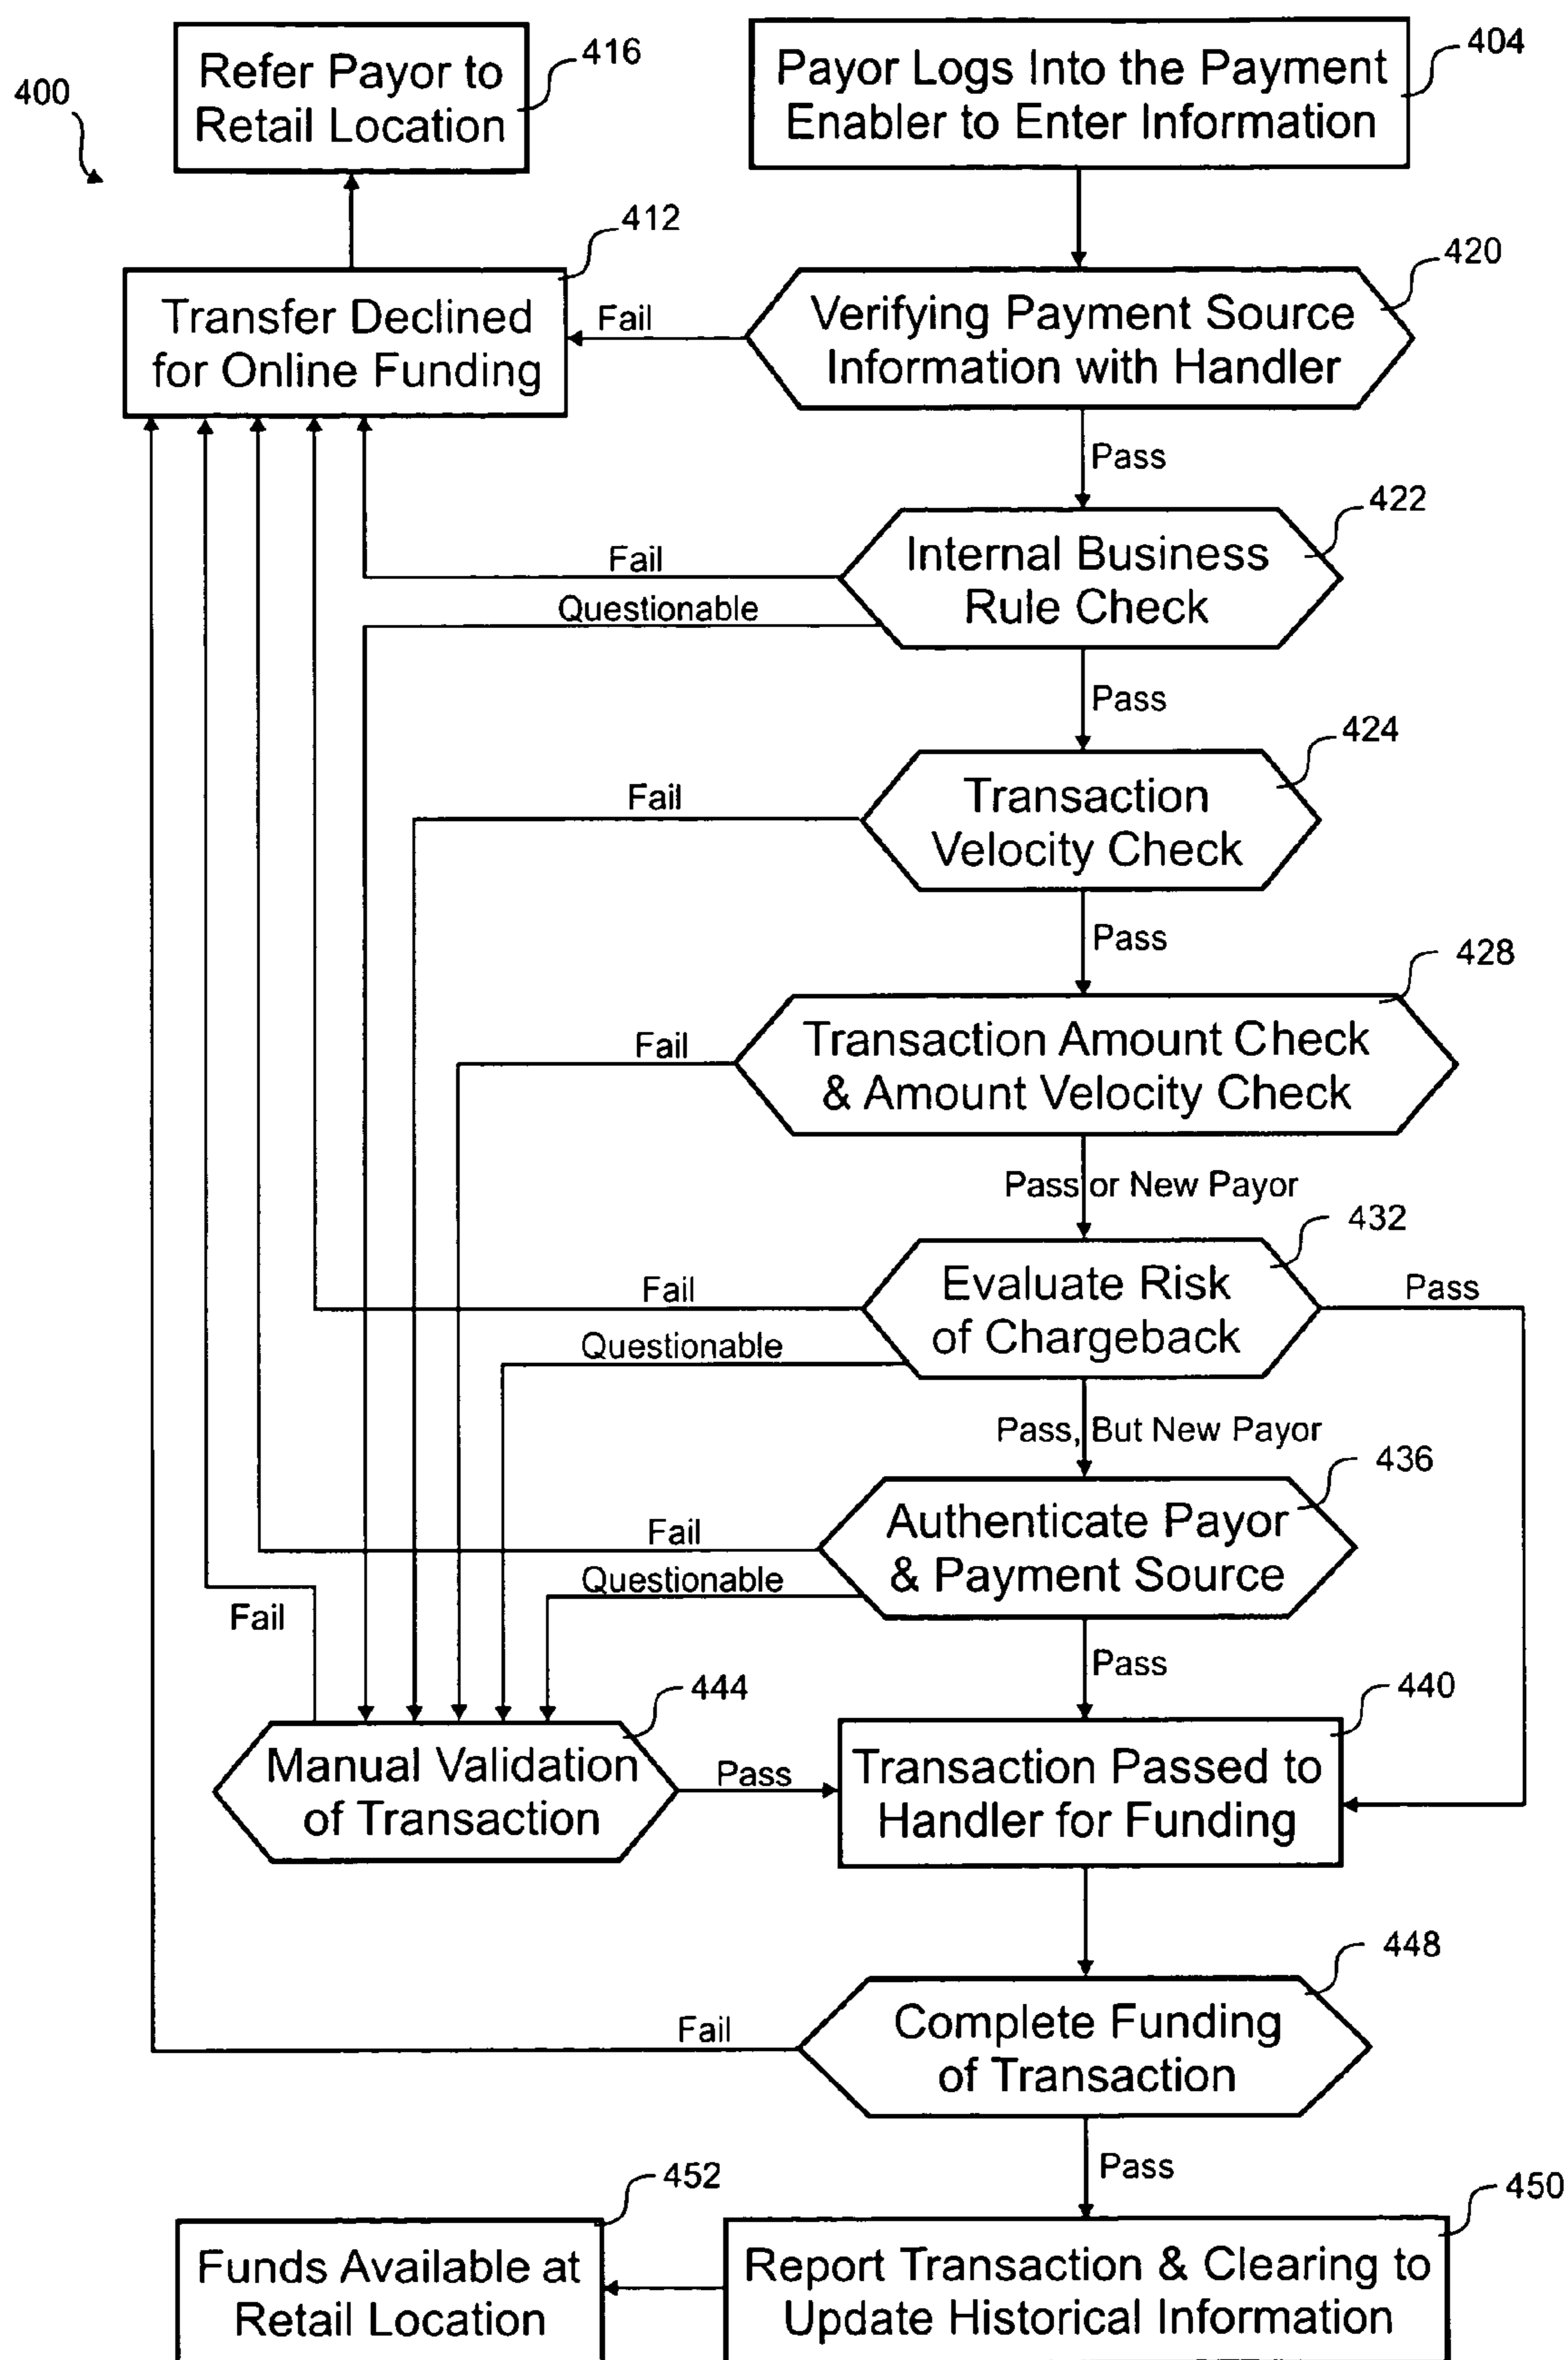 400
Refer Payor to
Retail Location
416
Payor Logs Into the Payment
Enabler to Enter Information
404
412
Transfer Declined
for Online Funding
Fail
Verifying Payment Source
Information with Handler
420
Pass
Internal Business
Rule Check
422
Fail
Questionable
Pass
Transaction
Velocity Check
424
Fail
Pass
Transaction Amount Check
& Amount Velocity Check
428
Fail
Pass or New Payor
Evaluate Risk
of Chargeback
432
Fail
Pass
Questionable
Pass, But New Payor
Authenticate Payor
& Payment Source
436
Fail
Questionable
Fail
Pass
444
Manual Validation
of Transaction
Pass
440
Transaction Passed to
Handler for Funding
448
Complete Funding
of Transaction
Fail
Pass
452
Funds Available at
Retail Location
450
Report Transaction & Clearing to
Update Historical Information